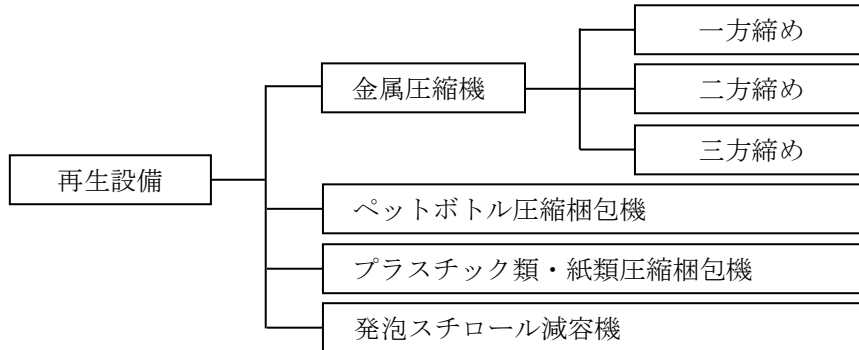 一方締め
金属圧縮機
二方締め
三方締め
再生設備
ペットボトル圧縮梱包機
プラスチック類・紙類圧縮梱包機
発泡スチロール減容機